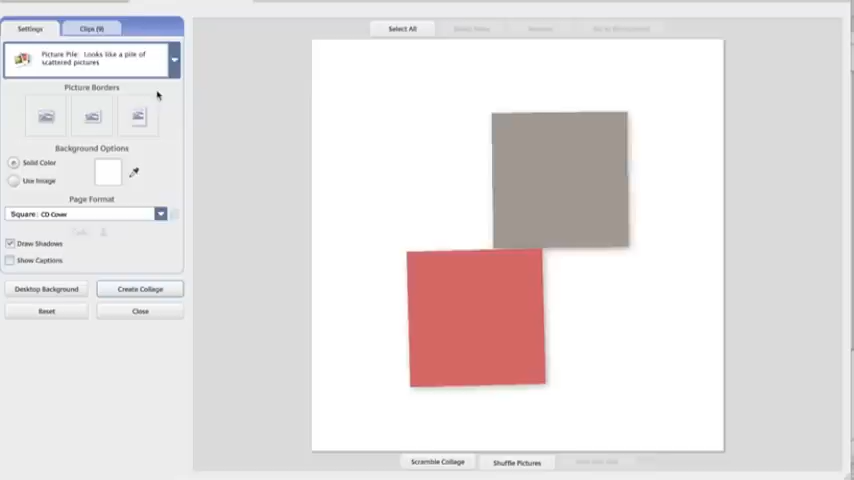 Settings
Clips (9)
Picture Pile: Looks like a pile of
scattered pictures
Picture Borders
Background Options
Solid Color
Use Image
Page Format
Square: CD Cover
Draw Shadows
Show Captions
Desktop Background
Create Collage
Reset
Close
Select All
Scramble Collage
Shuffle Pictures